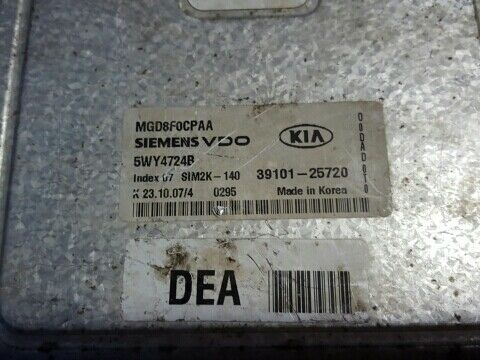 MGD8F0CPAA
SIEMENS VDO
KIA
5WY4724B
Index 07 SIM2K-140
39101-25720
K 23.10.07/4 0295
Made in Korea
DEA